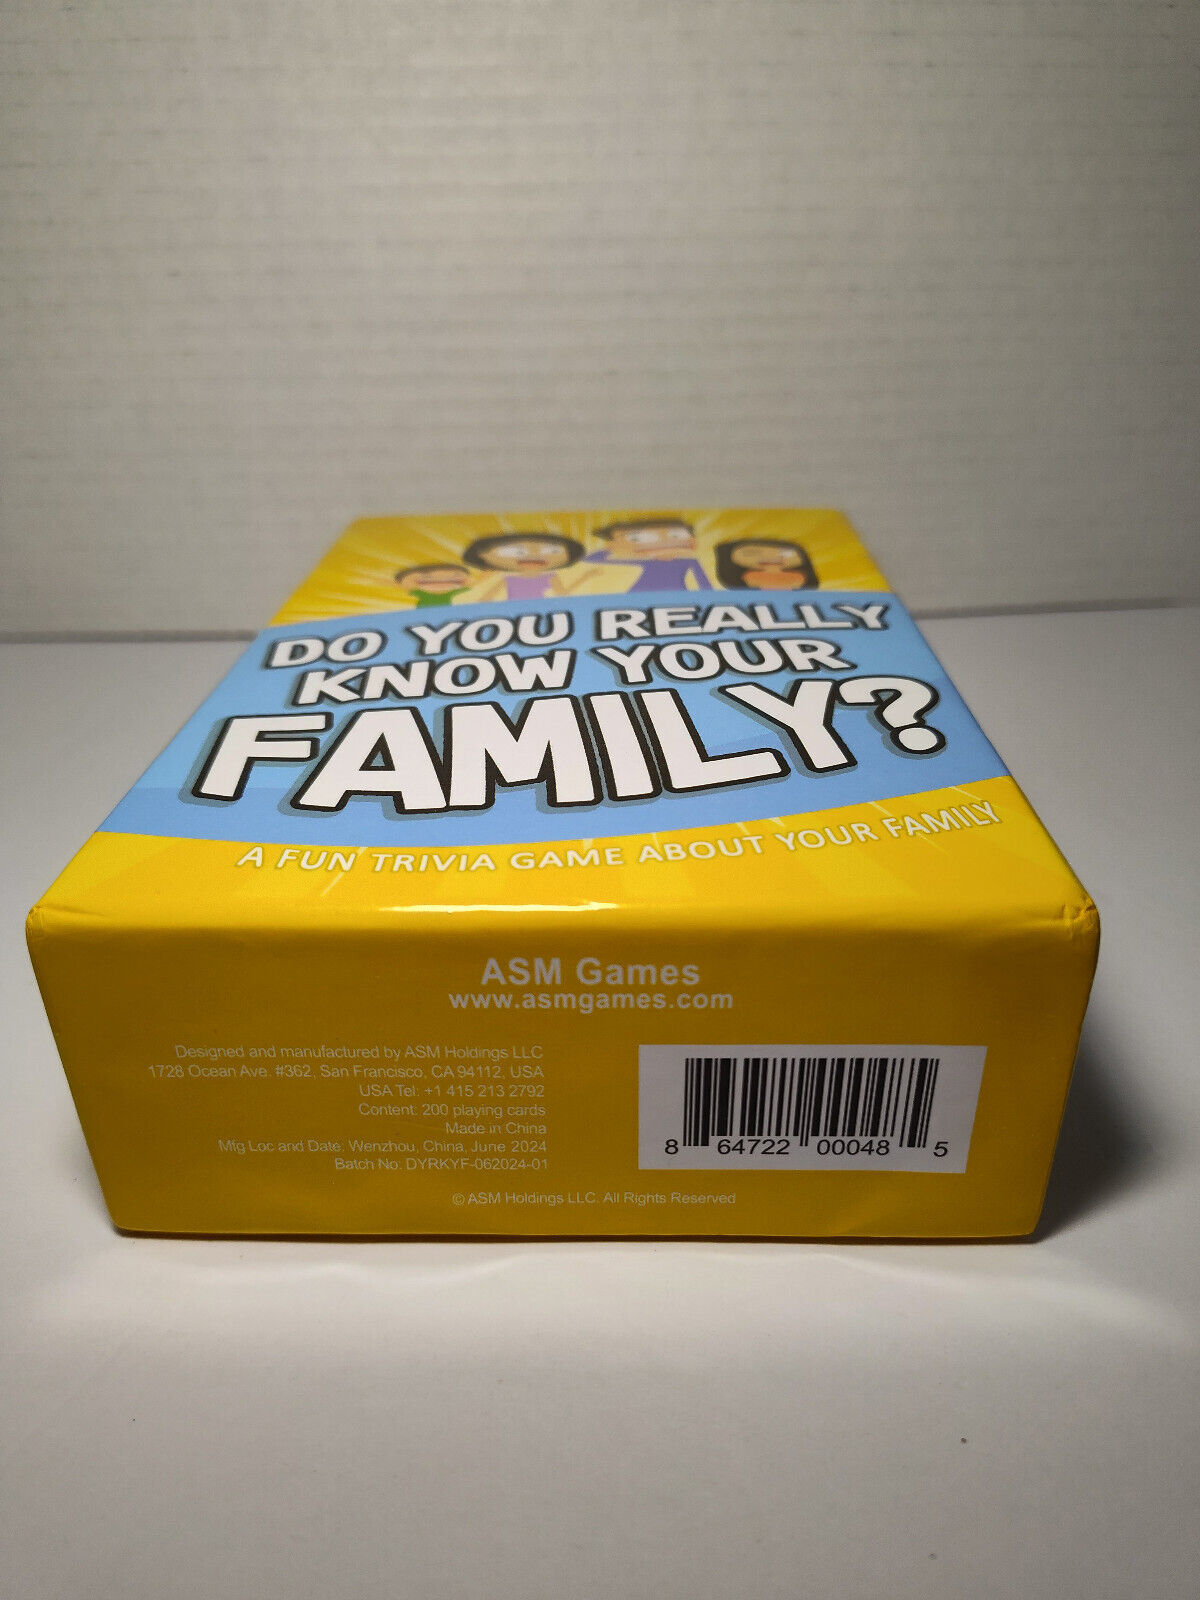 DO YOU REALLY
KNOW YOUR
FAMILY?
A FUN TRIVIA GAME ABOUT YOUR FAMILY
ASM Games
www.asmgames.com
Designed and manufactured by ASM Holdings LLC
1728 Ocean Ave. #362, San Francisco, CA 94112, USA
USA Tel: +1 415 213 2792
Content: 200 playing cards
Made in China
Mfg Loc and Date: Wenzhou, China, June 2024
Batch No: DYRKYF-062024-01
8 64722 00048 5
© ASM Holdings LLC. All Rights Reserved